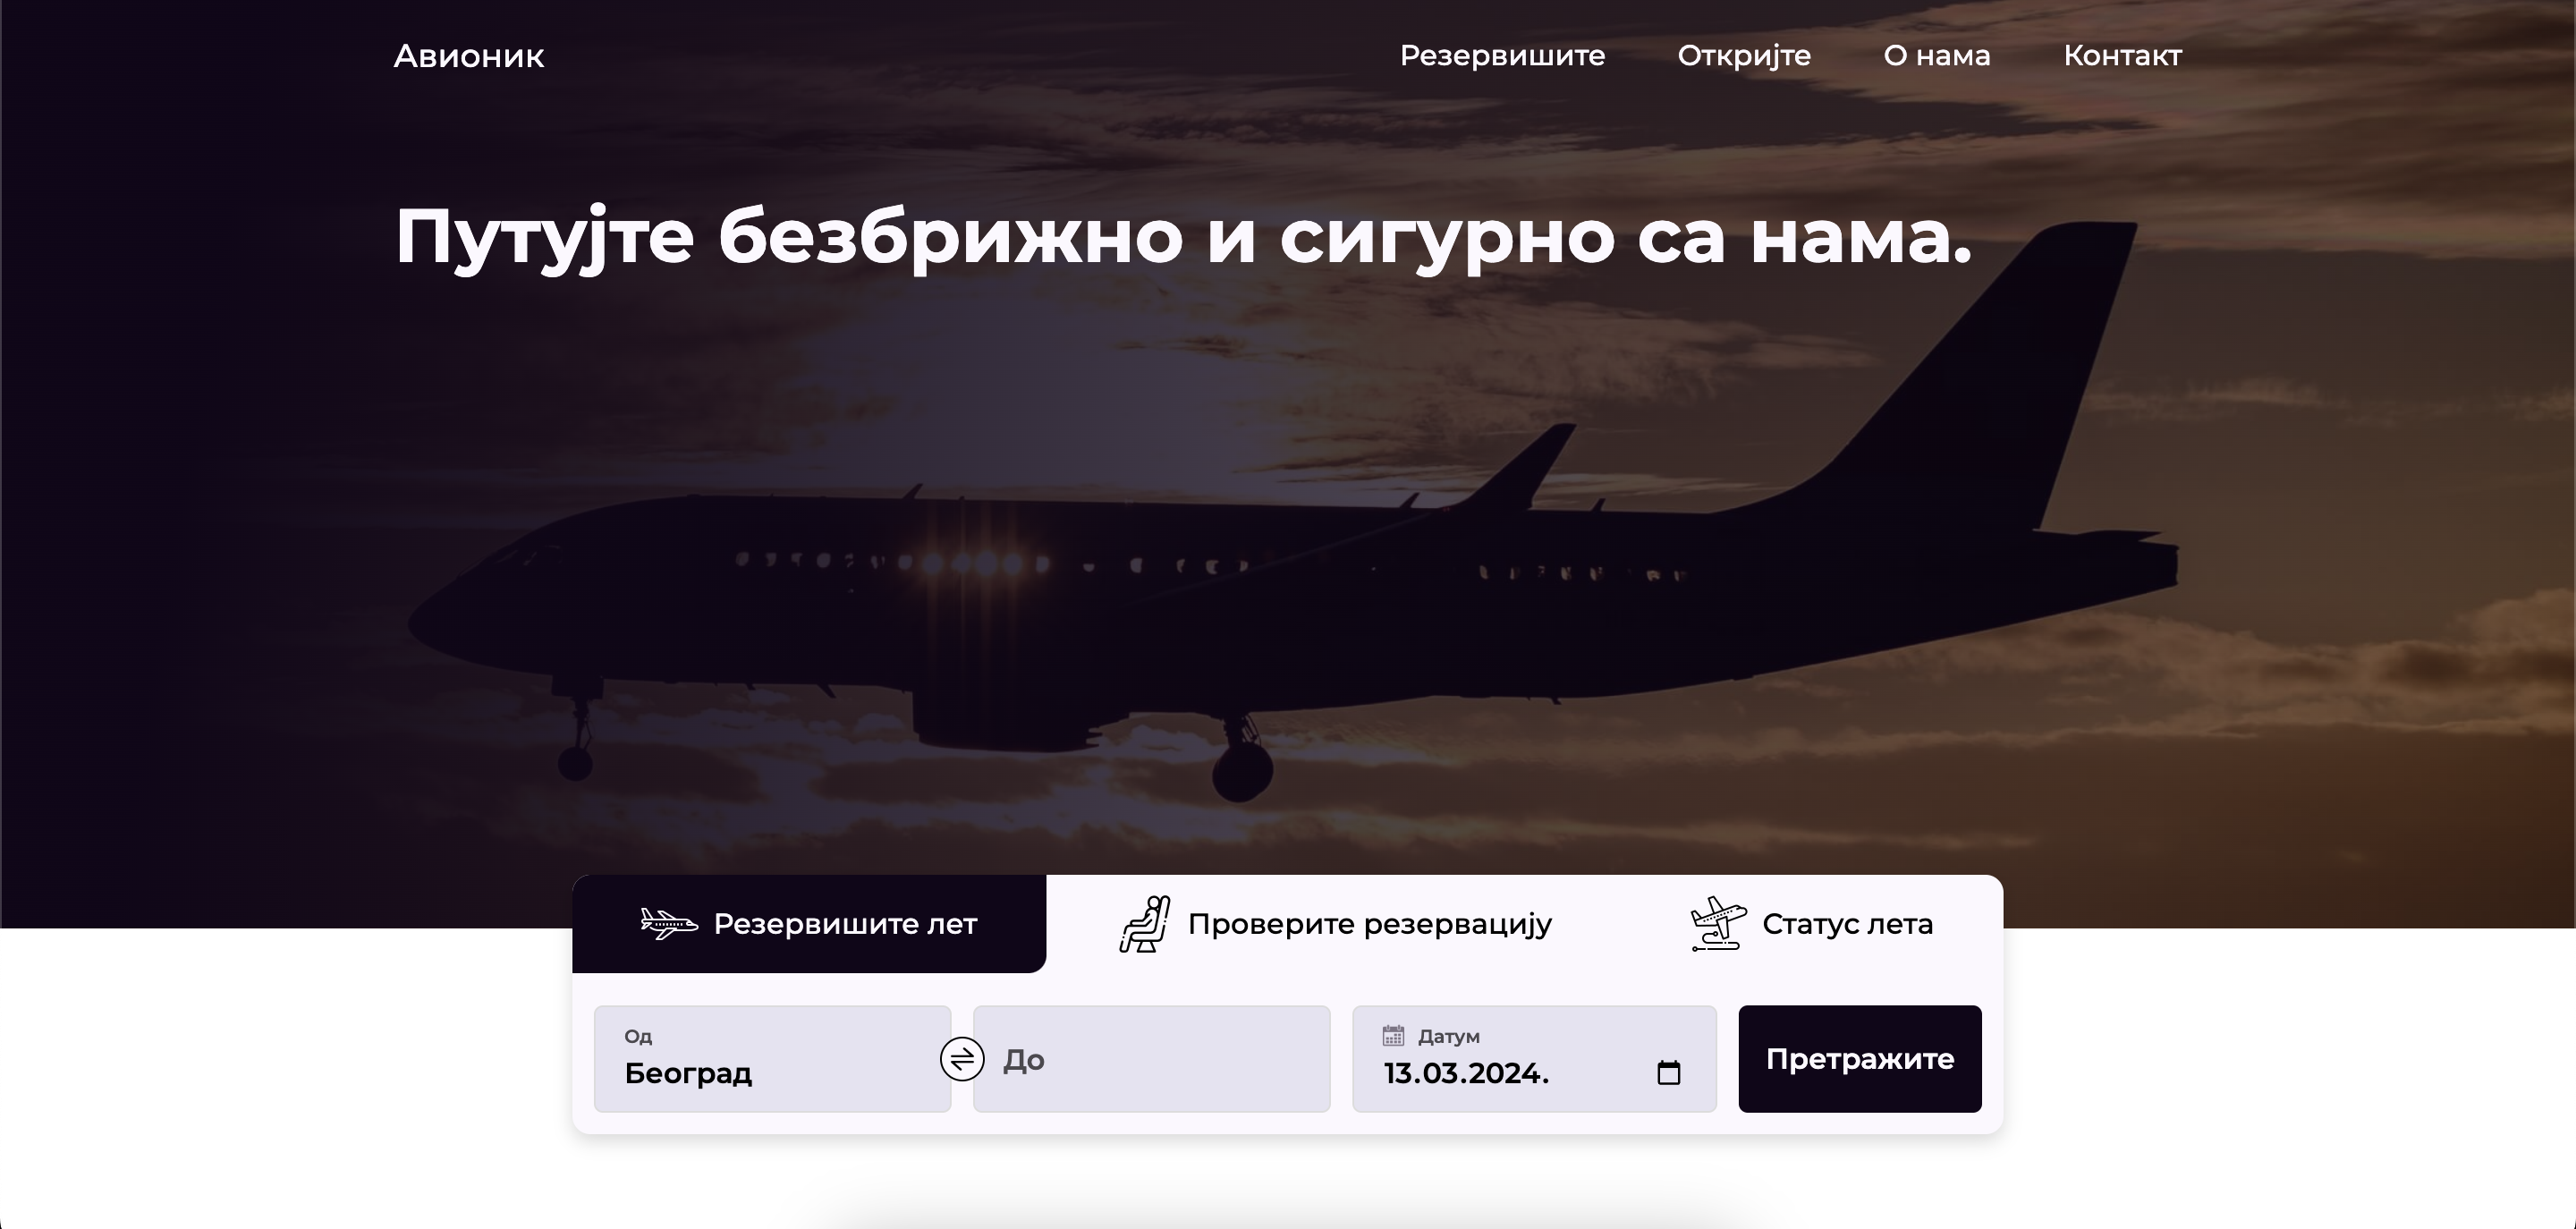 Авионик
Резервишите
Откријте
О нама
Контакт
Путујте безбрижно и сигурно са нама.
Резервишите лет
Проверите резервацију
Статус лета
Од
Београд
До
Датум
13.03.2024.
Претражите